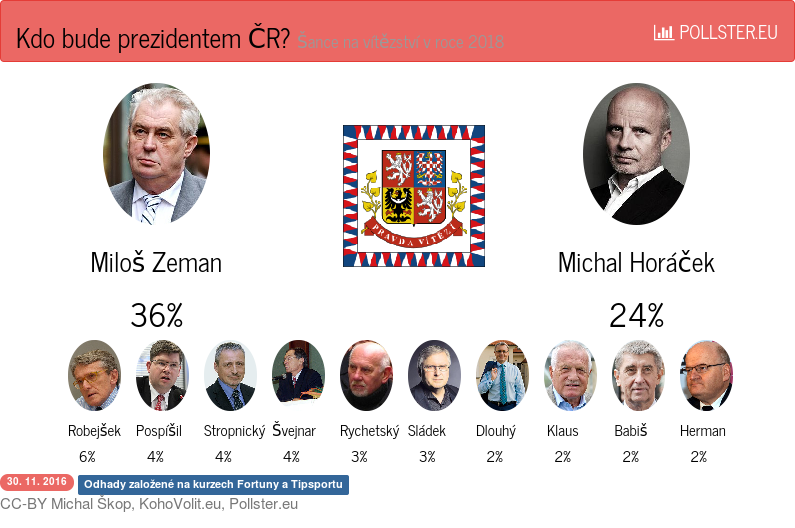 Kdo bude prezidentem ČR? Šance na vítězství v roce 2018
POLLSTER.EU
PRAVDA VÍTĚZÍ
Miloš Zeman
Michal Horáček
36%
24%
Robejšek Pospíšil Stropnický Švejnar Rychetský Sládek Dlouhý Klaus Babiš Herman
6% 4% 4% 4% 3% 3% 2% 2% 2% 2%
30. 11. 2016 Odhady založené na kurzech Fortuny a Tipsportu
CC-BY Michal Škop, KohoVolit.eu, Pollster.eu